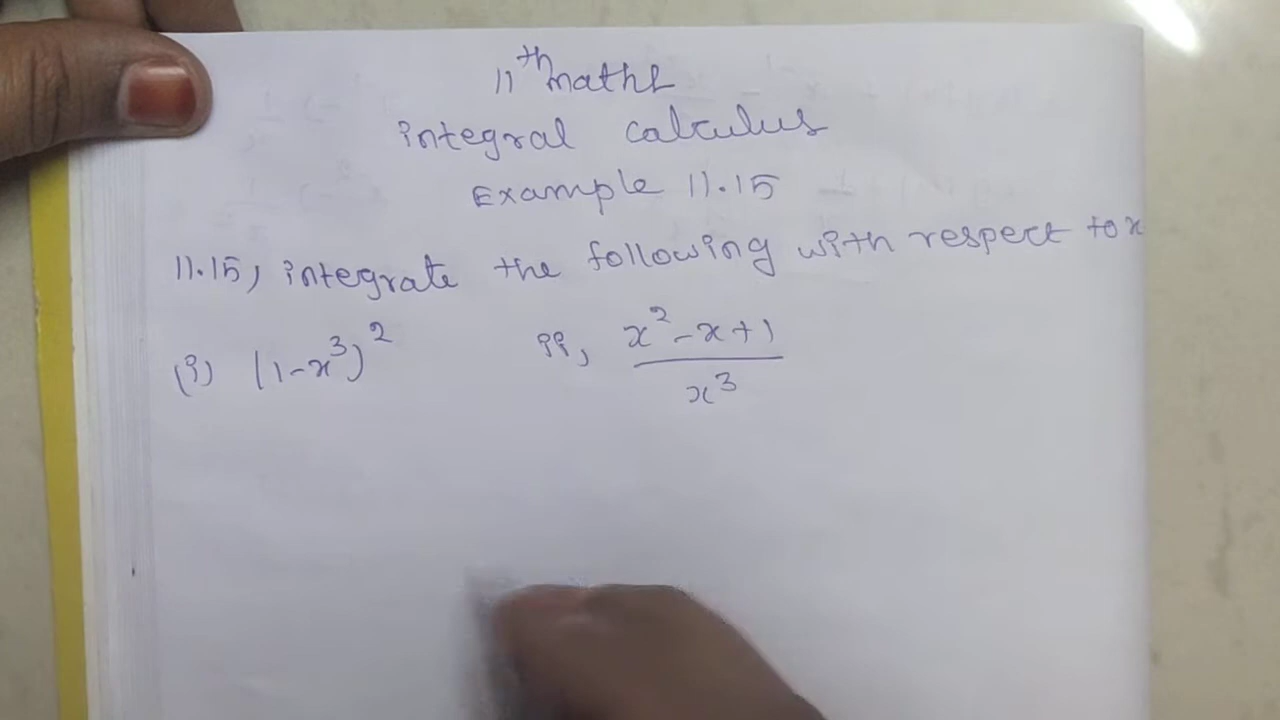 11th maths
integral calculus
Example 11.15
11.15, integrate the following with respect to x
(i) (1-x³)² ii, x²-x+1 / x³